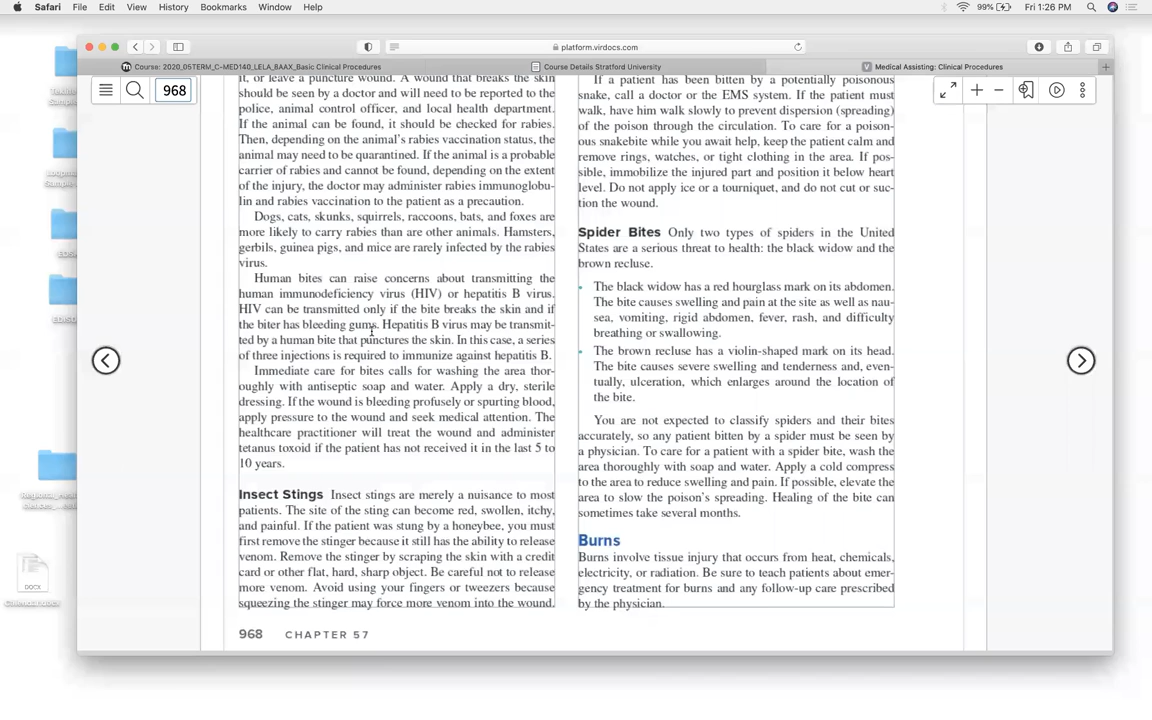 Safari File Edit View History Bookmarks Window Help
99% Fri 1:26 PM
platform.virdocs.com
Course: 2020_05TERM_C-MED140_LELA_BAAX_Basic Clinical Procedures
Course Details Stratford University
Medical Assisting: Clinical Procedures
968
it, or leave a puncture wound. A wound that breaks the skin
should be seen by a doctor and will need to be reported to the
police, animal control officer, and local health department.
If the animal can be found, it should be checked for rabies.
Then, depending on the animal's rabies vaccination status, the
animal may need to be quarantined. If the animal is a probable
carrier of rabies and cannot be found, depending on the extent
of the injury, the doctor may administer rabies immunoglobu-
lin and rabies vaccination to the patient as a precaution.
Dogs, cats, skunks, squirrels, raccoons, bats, and foxes are
more likely to carry rabies than are other animals. Hamsters,
gerbils, guinea pigs, and mice are rarely infected by the rabies
virus.
Human bites can raise concerns about transmitting the
human immunodeficiency virus (HIV) or hepatitis B virus.
HIV can be transmitted only if the bite breaks the skin and if
the biter has bleeding gums. Hepatitis B virus may be transmit-
ted by a human bite that punctures the skin. In this case, a series
of three injections is required to immunize against hepatitis B.
Immediate care for bites calls for washing the area thor-
oughly with antiseptic soap and water. Apply a dry, sterile
dressing. If the wound is bleeding profusely or spurting blood,
apply pressure to the wound and seek medical attention. The
healthcare practitioner will treat the wound and administer
tetanus toxoid if the patient has not received it in the last 5 to
10 years.
Insect Stings Insect stings are merely a nuisance to most
patients. The site of the sting can become red, swollen, itchy,
and painful. If the patient was stung by a honeybee, you must
first remove the stinger because it still has the ability to release
venom. Remove the stinger by scraping the skin with a credit
card or other flat, hard, sharp object. Be careful not to release
more venom. Avoid using your fingers or tweezers because
squeezing the stinger may force more venom into the wound.
968 CHAPTER 57
If a patient has been bitten by a potentially poisonous
snake, call a doctor or the EMS system. If the patient must
walk, have him walk slowly to prevent dispersion (spreading)
of the poison through the circulation. To care for a poison-
ous snakebite while you await help, keep the patient calm and
remove rings, watches, or tight clothing in the area. If pos-
sible, immobilize the injured part and position it below heart
level. Do not apply ice or a tourniquet, and do not cut or suc-
tion the wound.
Spider Bites Only two types of spiders in the United
States are a serious threat to health: the black widow and the
brown recluse.
• The black widow has a red hourglass mark on its abdomen.
The bite causes swelling and pain at the site as well as nau-
sea, vomiting, rigid abdomen, fever, rash, and difficulty
breathing or swallowing.
• The brown recluse has a violin-shaped mark on its head.
The bite causes severe swelling and tenderness and, even-
tually, ulceration, which enlarges around the location of
the bite.
You are not expected to classify spiders and their bites
accurately, so any patient bitten by a spider must be seen by
a physician. To care for a patient with a spider bite, wash the
area thoroughly with soap and water. Apply a cold compress
to the area to reduce swelling and pain. If possible, elevate the
area to slow the poison's spreading. Healing of the bite can
sometimes take several months.
Burns
Burns involve tissue injury that occurs from heat, chemicals,
electricity, or radiation. Be sure to teach patients about emer-
gency treatment for burns and any follow-up care prescribed
by the physician.
DOCX